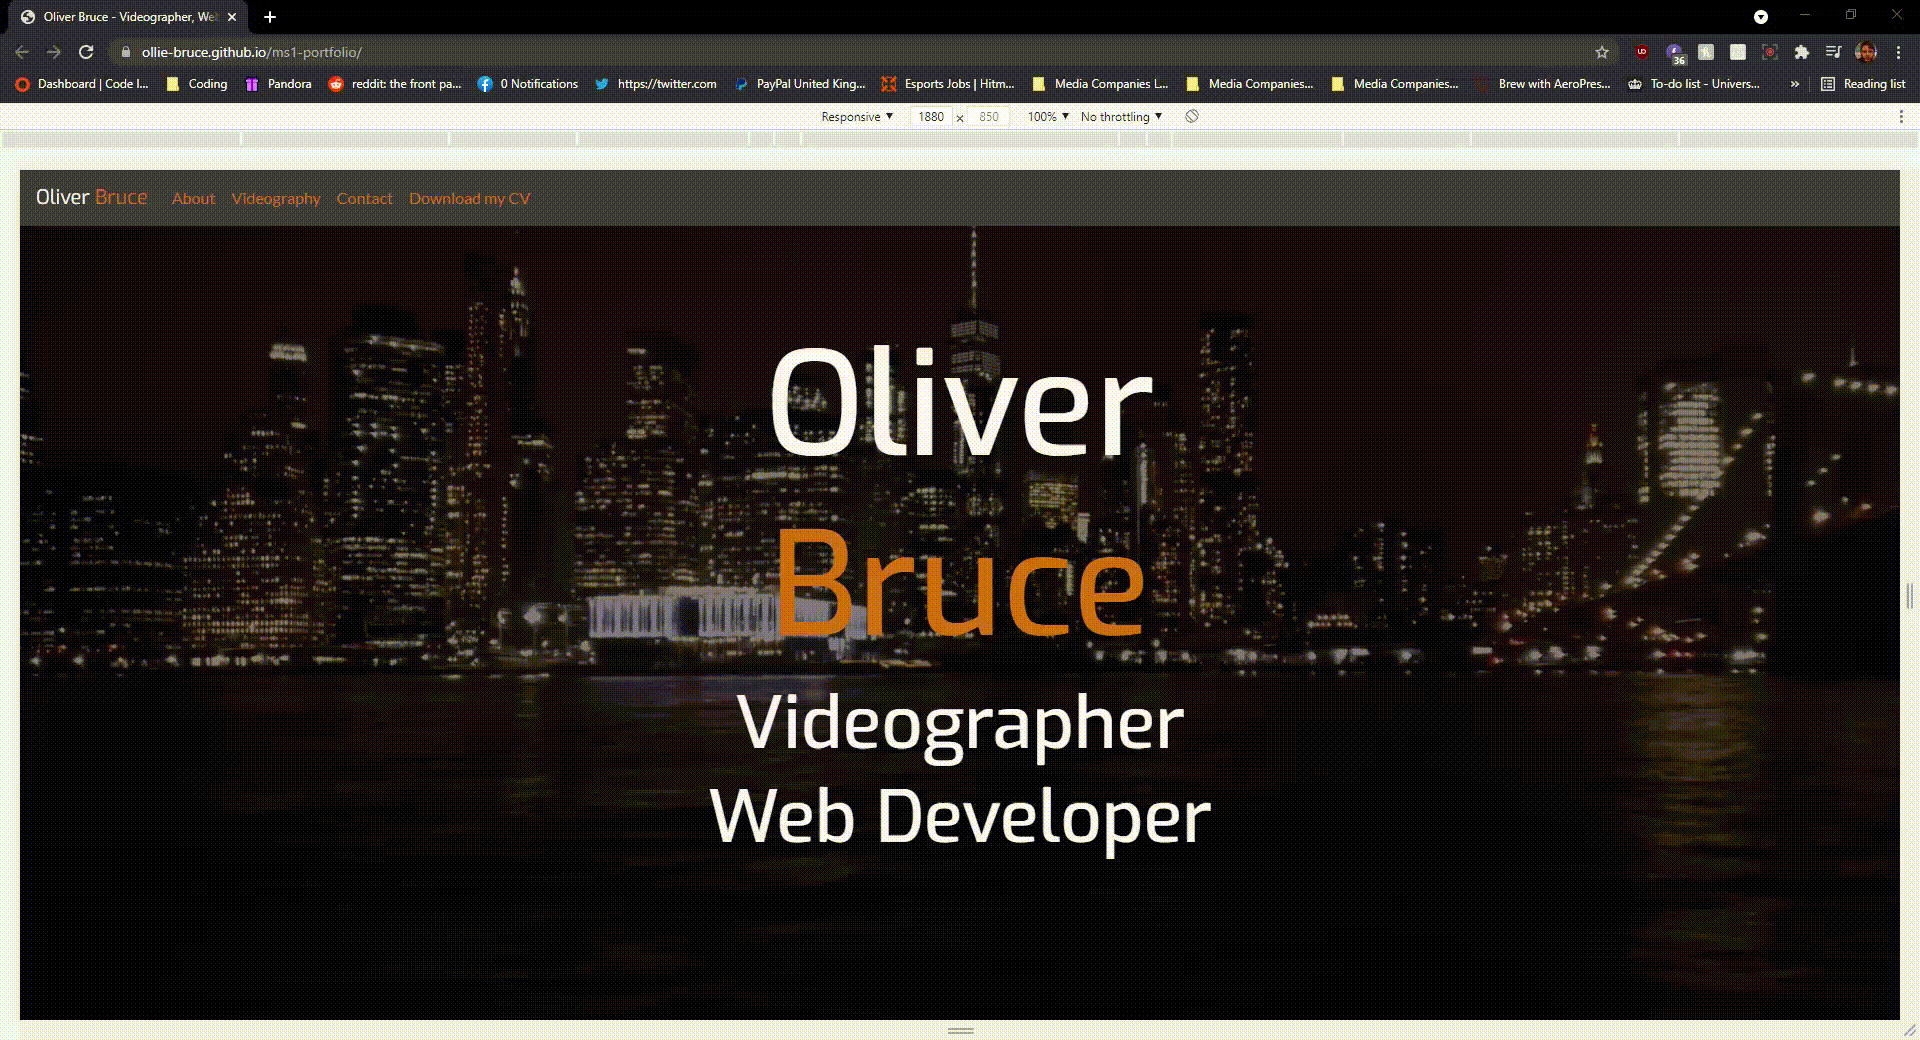 Oliver Bruce - Videographer, We
ollie-bruce.github.io/ms1-portfolio/
36
Dashboard | Code I...
Coding
Pandora
reddit: the front pa...
0 Notifications
https://twitter.com
PayPal United King...
Esports Jobs | Hitm...
Media Companies L...
Media Companies...
Media Companies...
Brew with AeroPres...
To-do list - Univers...
»
Reading list
Responsive ▼ 1880 × 850 100% ▼ No throttling ▼
Oliver Bruce About Videography Contact Download my CV
Oliver
Bruce
Videographer
Web Developer